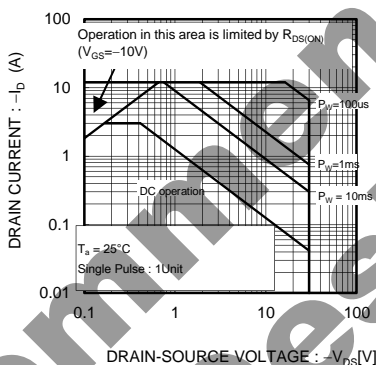 100
Operation in this area is limited by RDS(ON)
(VGS=−10V)
10
PW=100us
1
PW=1ms
DC operation
PW = 10ms
0.1
Ta = 25°C
Single Pulse : 1Unit
0.01
0.1 1 10 100
DRAIN CURRENT : −ID (A)
DRAIN-SOURCE VOLTAGE : −VDS[V]